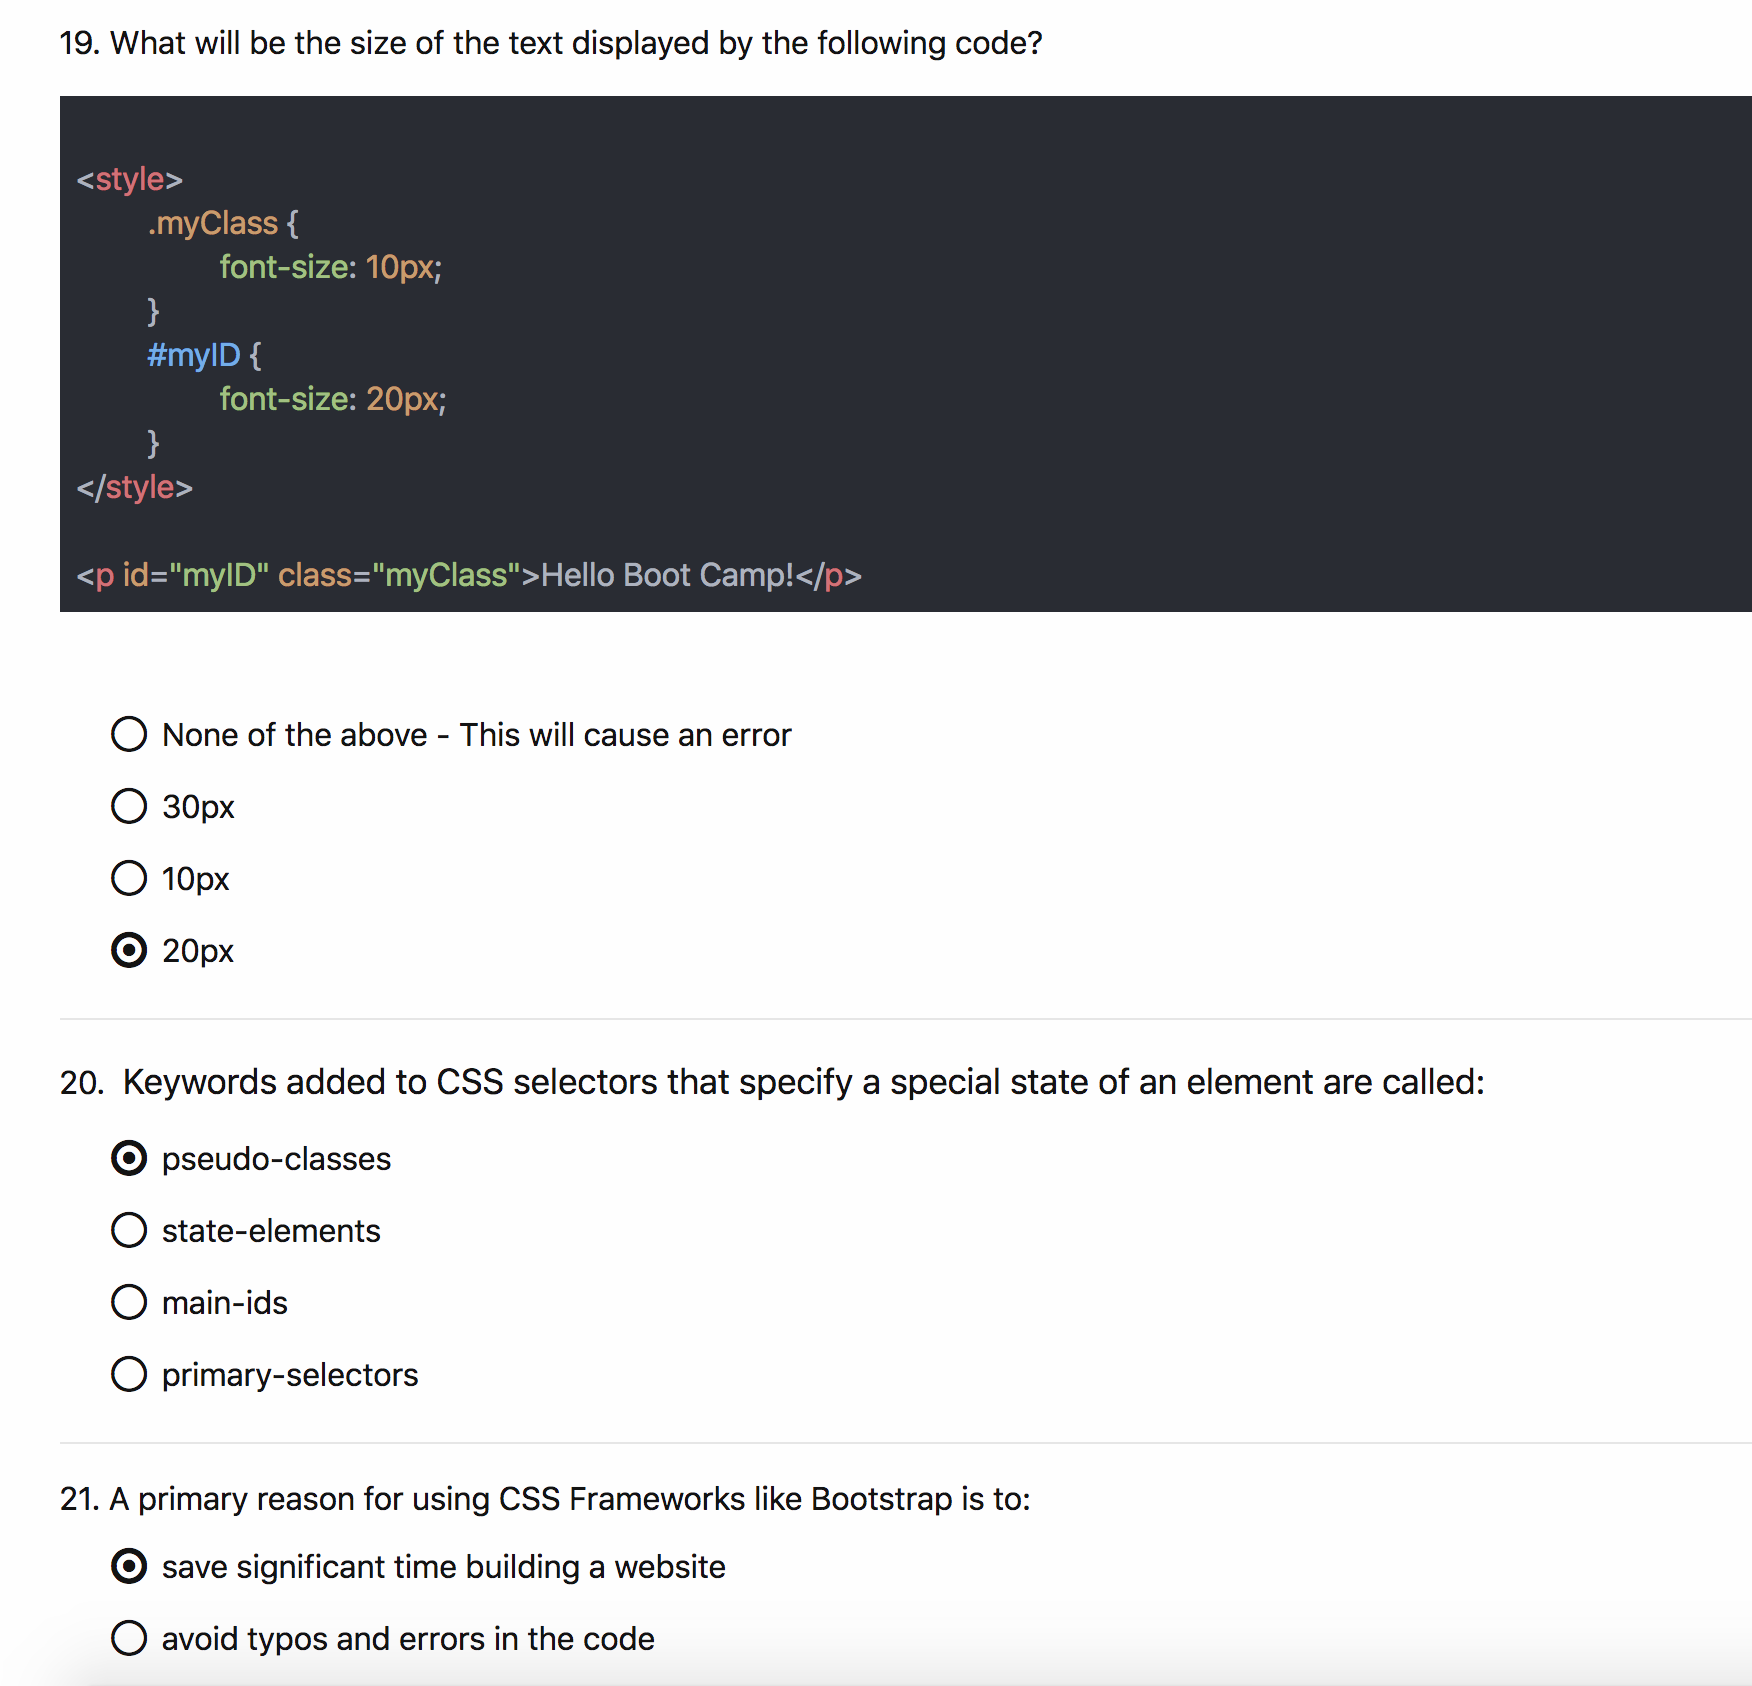 19. What will be the size of the text displayed by the following code?
<style>
.myClass {
font-size: 10px;
}
#myID {
font-size: 20px;
}
</style>
<p id="myID" class="myClass">Hello Boot Camp!</p>
None of the above - This will cause an error
30px
10px
20px
20. Keywords added to CSS selectors that specify a special state of an element are called:
pseudo-classes
state-elements
main-ids
primary-selectors
21. A primary reason for using CSS Frameworks like Bootstrap is to:
save significant time building a website
avoid typos and errors in the code